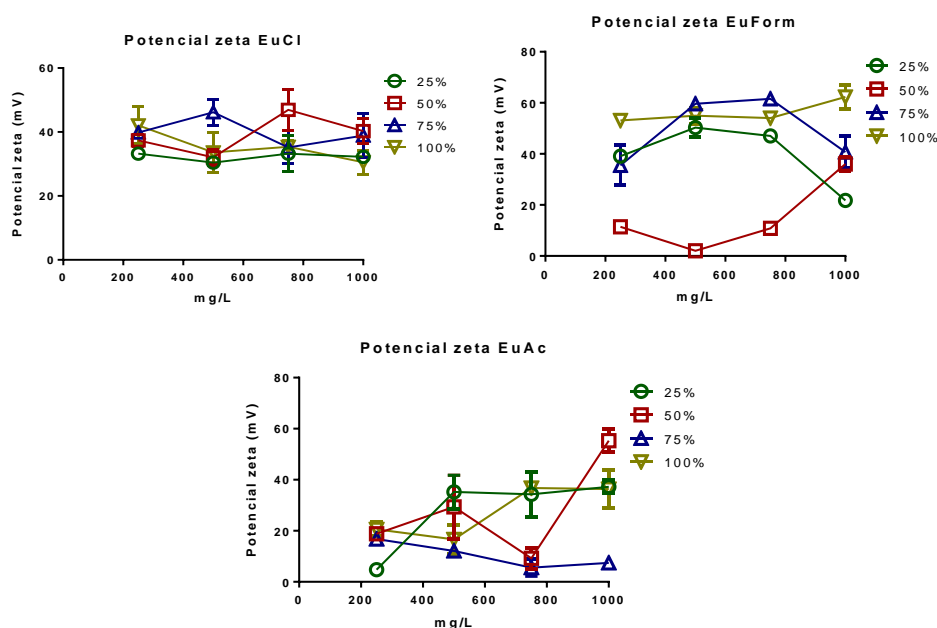 Potencial zeta EuCl
Potencial zeta (mV)
60
40
20
0
0 200 400 600 800 1000
mg/L
25%
50%
75%
100%
Potencial zeta EuForm
Potencial zeta (mV)
80
60
40
20
0
0 200 400 600 800 1000
mg/L
25%
50%
75%
100%
Potencial zeta EuAc
Potencial zeta (mV)
80
60
40
20
0
0 200 400 600 800 1000
mg/L
25%
50%
75%
100%